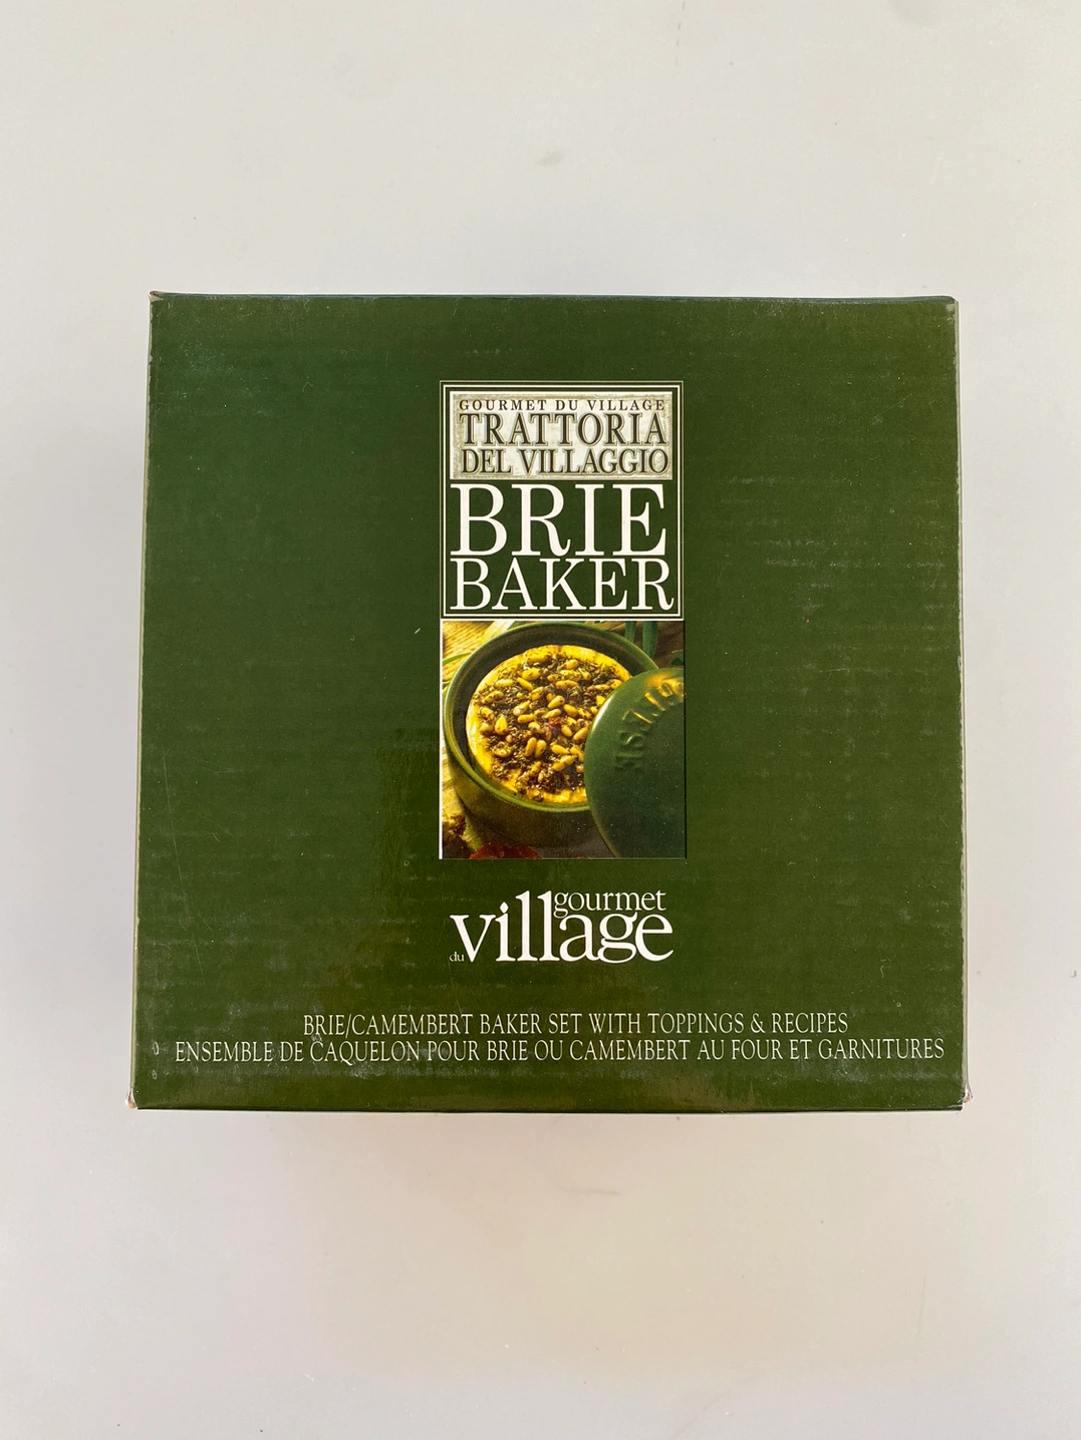 GOURMET DU VILLAGE
TRATTORIA
DEL VILLAGGIO
BRIE
BAKER
gourmet
du village
BRIE/CAMEMBERT BAKER SET WITH TOPPINGS & RECIPES
ENSEMBLE DE CAQUELON POUR BRIE OU CAMEMBERT AU FOUR ET GARNITURES